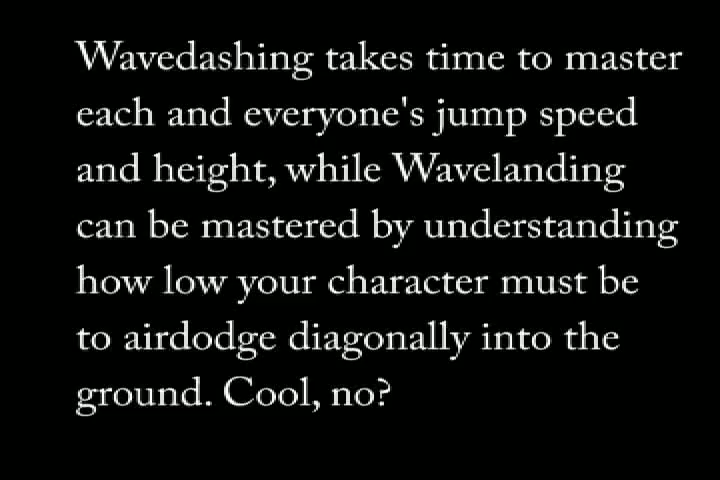 Wavedashing takes time to master
each and everyone's jump speed
and height, while Wavelanding
can be mastered by understanding
how low your character must be
to airdodge diagonally into the
ground. Cool, no?